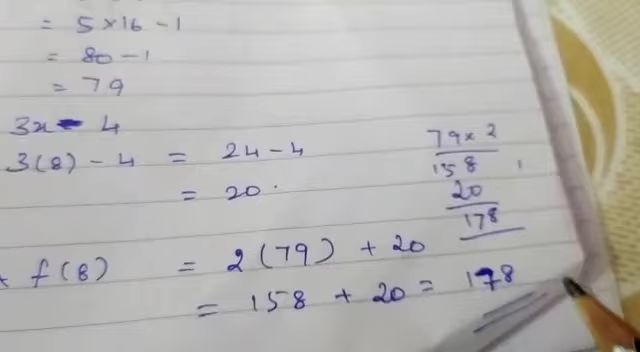 = 5 × 16 - 1
= 80 - 1
= 79
3x - 4
3(8) - 4 = 24 - 4
= 20.
79 × 2
158
20
178
f(8) = 2(79) + 20
= 158 + 20 = 178